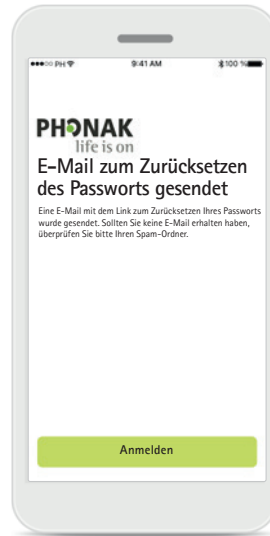 PH 9:41 AM 100 %
PHONAK
life is on
E-Mail zum Zurücksetzen
des Passworts gesendet
Eine E-Mail mit dem Link zum Zurücksetzen Ihres Passworts
wurde gesendet. Sollten Sie keine E-Mail erhalten haben,
überprüfen Sie bitte Ihren Spam-Ordner.
Anmelden